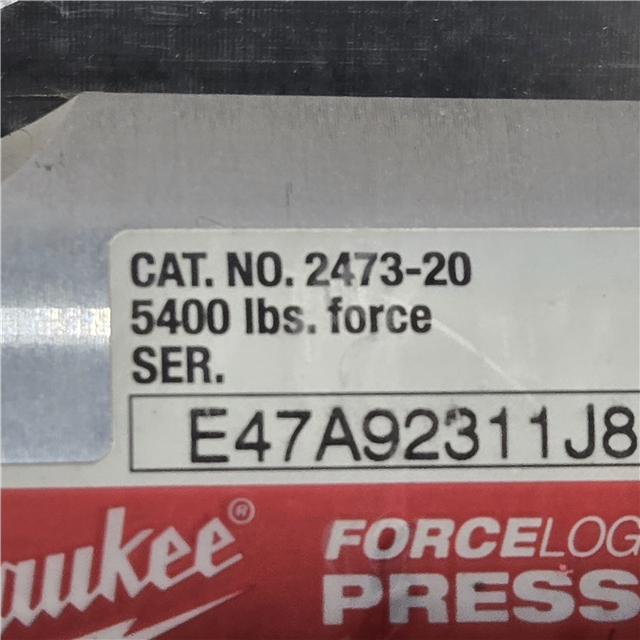 CAT. NO. 2473-20
5400 lbs. force
SER.
E47A92311J8
aukee®
FORCELOG
PRESS